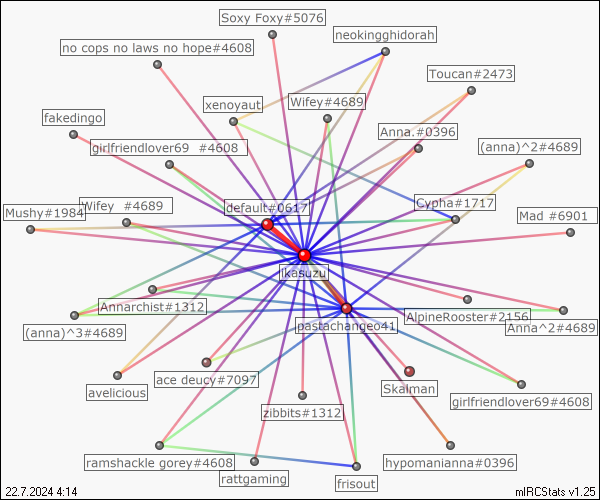 Soxy Foxy#5076
neokingghidorah
no cops no laws no hope#4608
Toucan#2473
xenoyaut
Wifey#4689
fakedingo
Anna.#0396
girlfriendlover69 #4608
(anna)^2#4689
Wifey #4689
default#0617
Cypha#1717
Mushy#1984
Mad #6901
ikasuzu
Annarchist#1312
AlpineRooster#2156
(anna)^3#4689
pastachange041
Anna^2#4689
ace deucy#7097
Skalman
avelicious
girlfriendlover69#4608
zibbits#1312
ramshackle gorey#4608
hypomanianna#0396
rattgaming
frisout
22.7.2024 4:14
mIRCStats v1.25